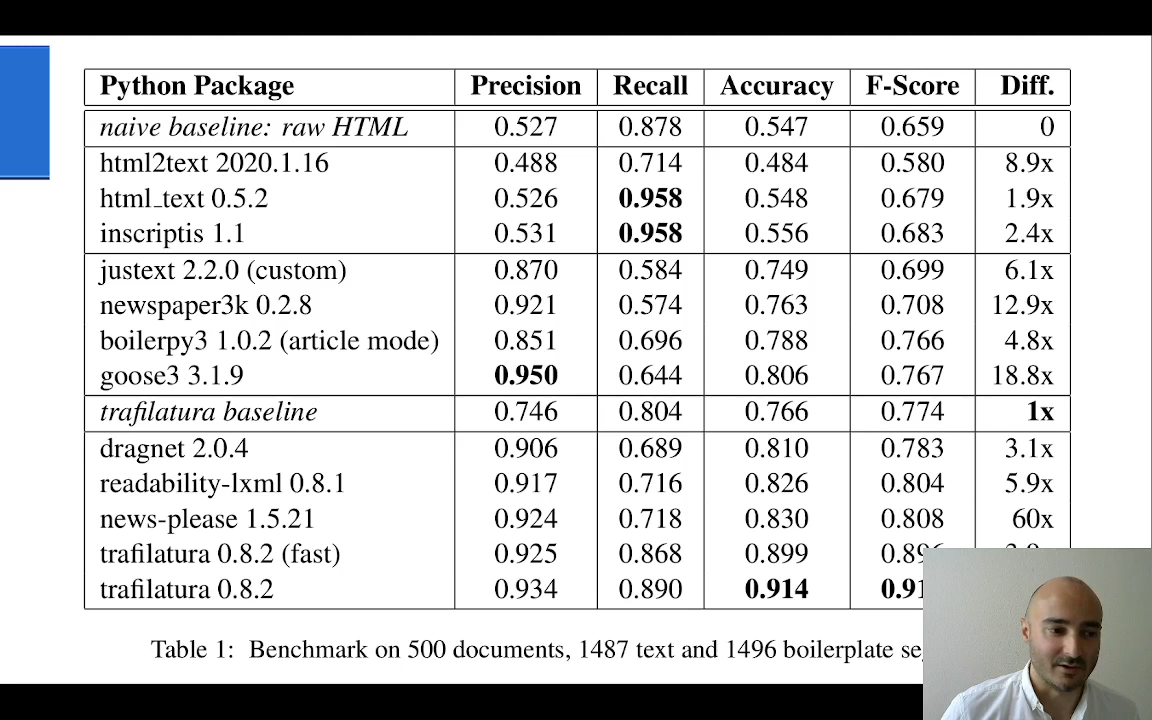 Python Package Precision Recall Accuracy F-Score Diff.
naive baseline: raw HTML 0.527 0.878 0.547 0.659 0
html2text 2020.1.16 0.488 0.714 0.484 0.580 8.9x
html_text 0.5.2 0.526 0.958 0.548 0.679 1.9x
inscriptis 1.1 0.531 0.958 0.556 0.683 2.4x
justext 2.2.0 (custom) 0.870 0.584 0.749 0.699 6.1x
newspaper3k 0.2.8 0.921 0.574 0.763 0.708 12.9x
boilerpy3 1.0.2 (article mode) 0.851 0.696 0.788 0.766 4.8x
goose3 3.1.9 0.950 0.644 0.806 0.767 18.8x
trafilatura baseline 0.746 0.804 0.766 0.774 1x
dragnet 2.0.4 0.906 0.689 0.810 0.783 3.1x
readability-lxml 0.8.1 0.917 0.716 0.826 0.804 5.9x
news-please 1.5.21 0.924 0.718 0.830 0.808 60x
trafilatura 0.8.2 (fast) 0.925 0.868 0.899
trafilatura 0.8.2 0.934 0.890 0.914
Table 1: Benchmark on 500 documents, 1487 text and 1496 boilerplate